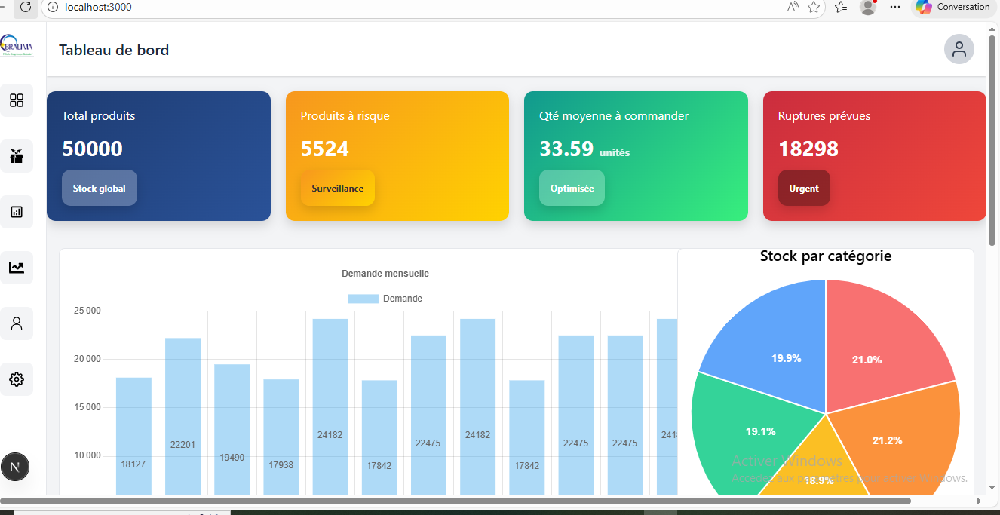 localhost:3000
Conversation
BRALIMA
Tableau de bord
Total produits
50000
Stock global
Produits à risque
5524
Surveillance
Qté moyenne à commander
33.59 unités
Optimisée
Ruptures prévues
18298
Urgent
Demande mensuelle
Demande
25 000
20 000
15 000
10 000
18127
22201
19490
17938
24182
17842
22475
24182
17842
22475
22475
Stock par catégorie
19.9%
21.0%
19.1%
21.2%
18.9%
Activer Windows
Accédez aux paramètres pour activer Windows.
N